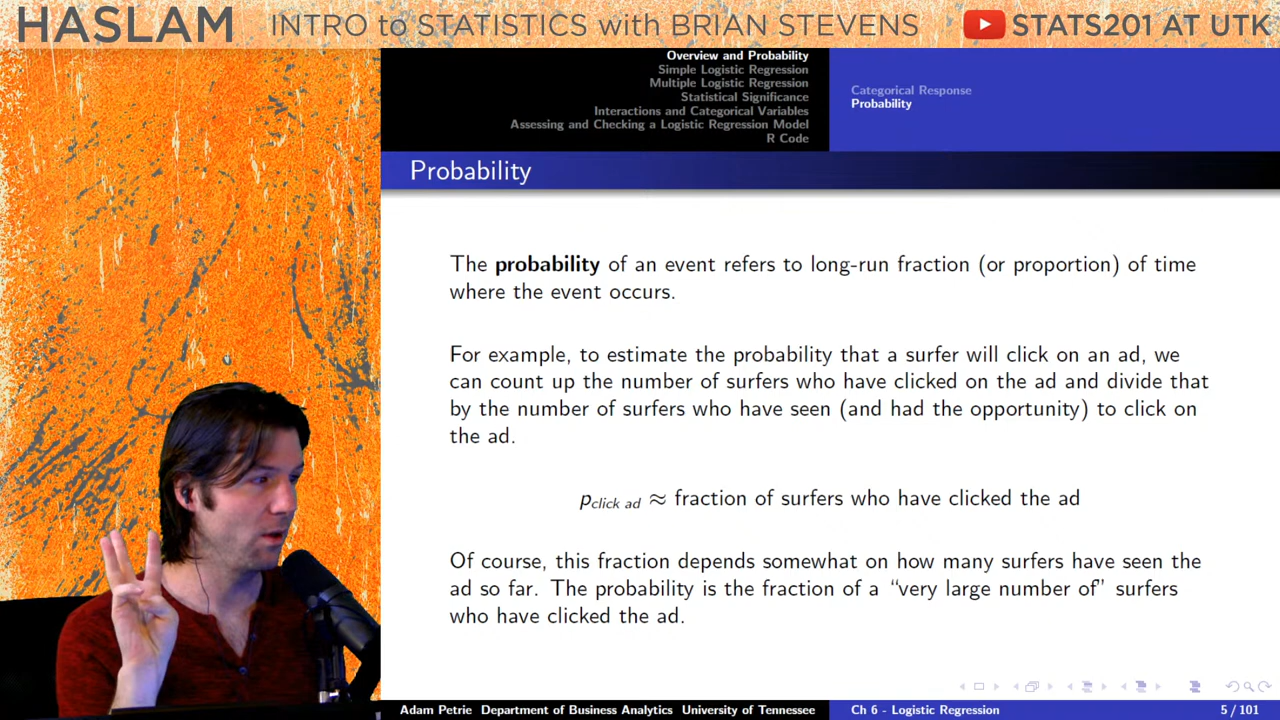 HASLAM INTRO to STATISTICS with BRIAN STEVENS STATS201 AT UTK
Overview and Probability
Simple Logistic Regression
Multiple Logistic Regression
Statistical Significance
Interactions and Categorical Variables
Assessing and Checking a Logistic Regression Model
R Code
Categorical Response
Probability
Probability
The probability of an event refers to long-run fraction (or proportion) of time
where the event occurs.
For example, to estimate the probability that a surfer will click on an ad, we
can count up the number of surfers who have clicked on the ad and divide that
by the number of surfers who have seen (and had the opportunity) to click on
the ad.
p click ad ≈ fraction of surfers who have clicked the ad
Of course, this fraction depends somewhat on how many surfers have seen the
ad so far. The probability is the fraction of a “very large number of” surfers
who have clicked the ad.
Adam Petrie Department of Business Analytics University of Tennessee Ch 6 - Logistic Regression 5 / 101